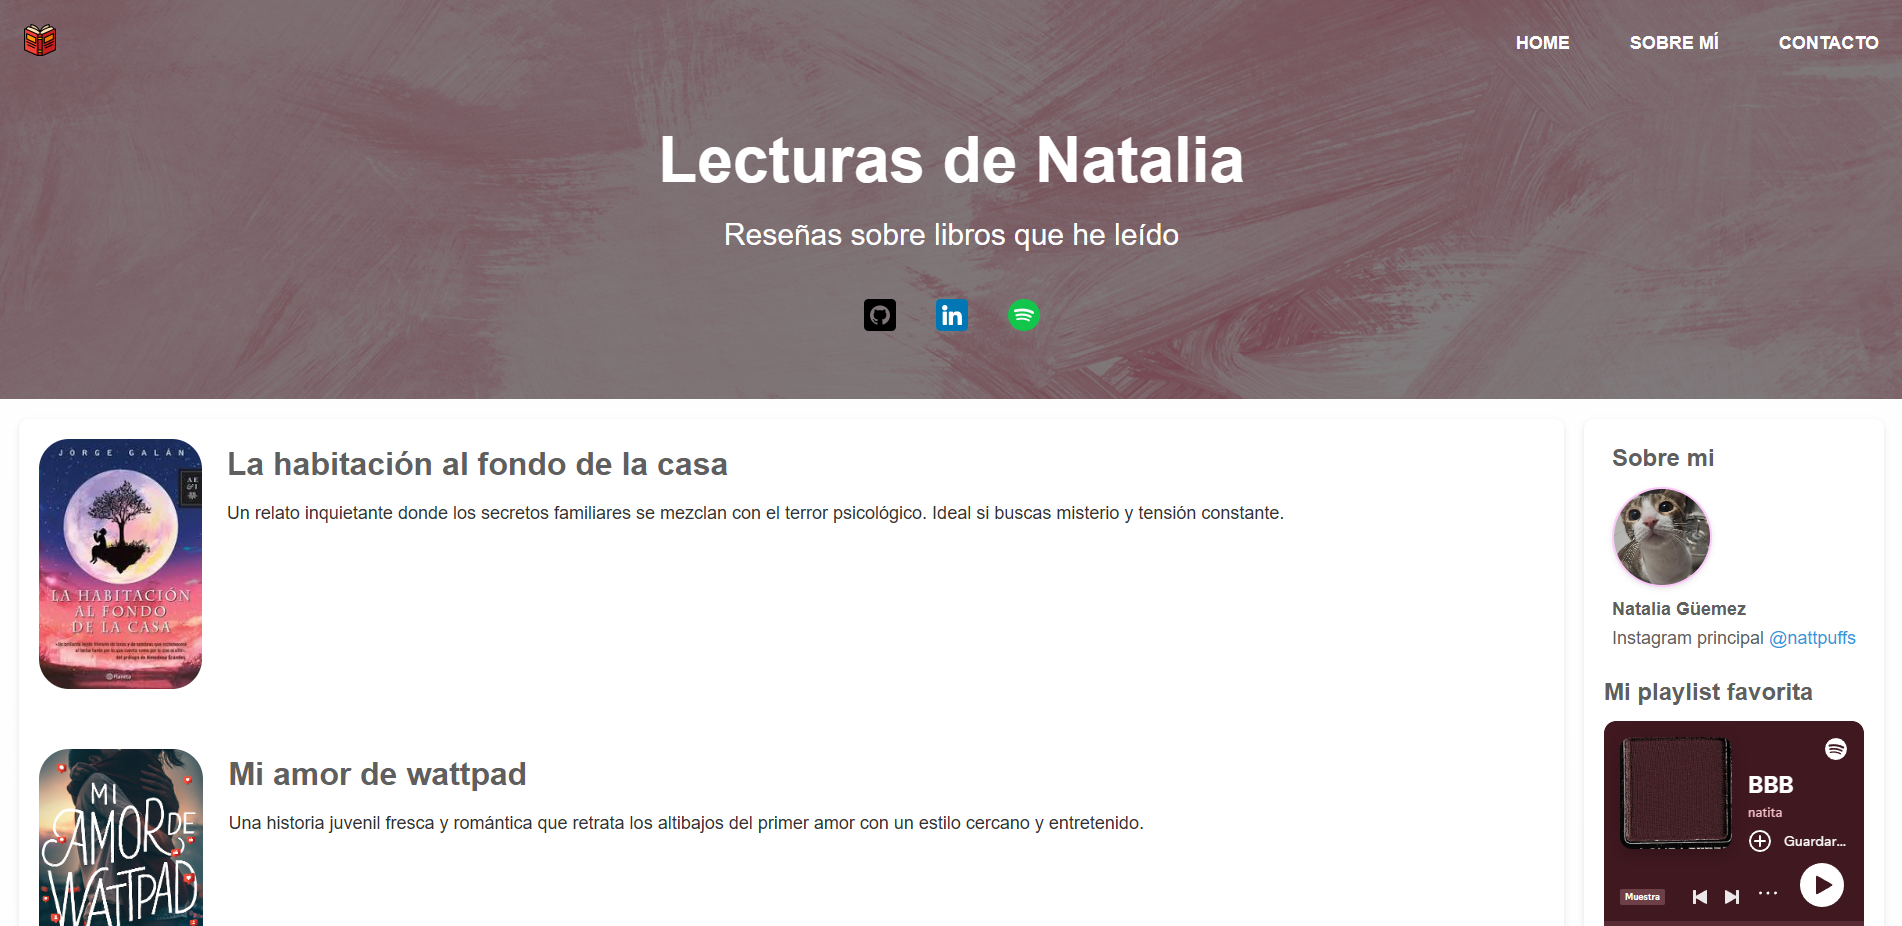 HOME
SOBRE MÍ
CONTACTO
Lecturas de Natalia
Reseñas sobre libros que he leído
in
JORGE GALÁN
AE
&I
LA HABITACIÓN
AL FONDO
DE LA CASA
Planeta
La habitación al fondo de la casa
Un relato inquietante donde los secretos familiares se mezclan con el terror psicológico. Ideal si buscas misterio y tensión constante.
MI
AMOR DE
WATTPAD
Mi amor de wattpad
Una historia juvenil fresca y romántica que retrata los altibajos del primer amor con un estilo cercano y entretenido.
Sobre mi
Natalia Güemez
Instagram principal @nattpuffs
Mi playlist favorita
BBB
natita
Guardar...
Muestra